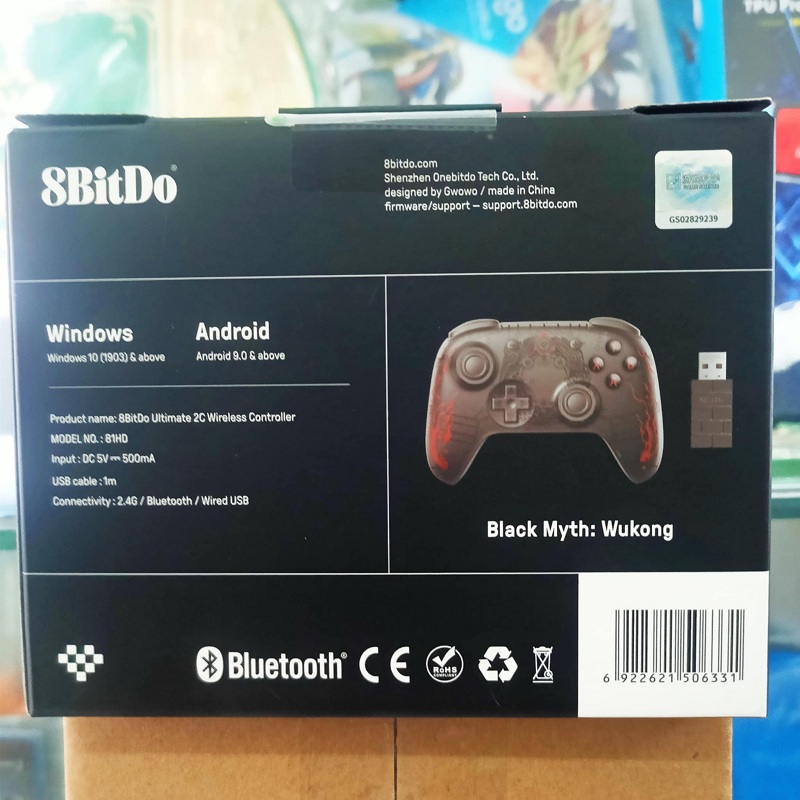 TPU Pro
8BitDo®
8bitdo.com
Shenzhen Onebitdo Tech Co., Ltd.
designed by Gwowo / made in China
firmware/support – support.8bitdo.com
GS02829239
Windows
Windows 10 (1903) & above
Android
Android 9.0 & above
Product name: 8BitDo Ultimate 2C Wireless Controller
MODEL NO. : 81HD
Input : DC 5V⎓500mA
USB cable : 1m
Connectivity : 2.4G / Bluetooth / Wired USB
Black Myth: Wukong
Bluetooth®
CE
RoHS
COMPLIANT
6 922621 506331